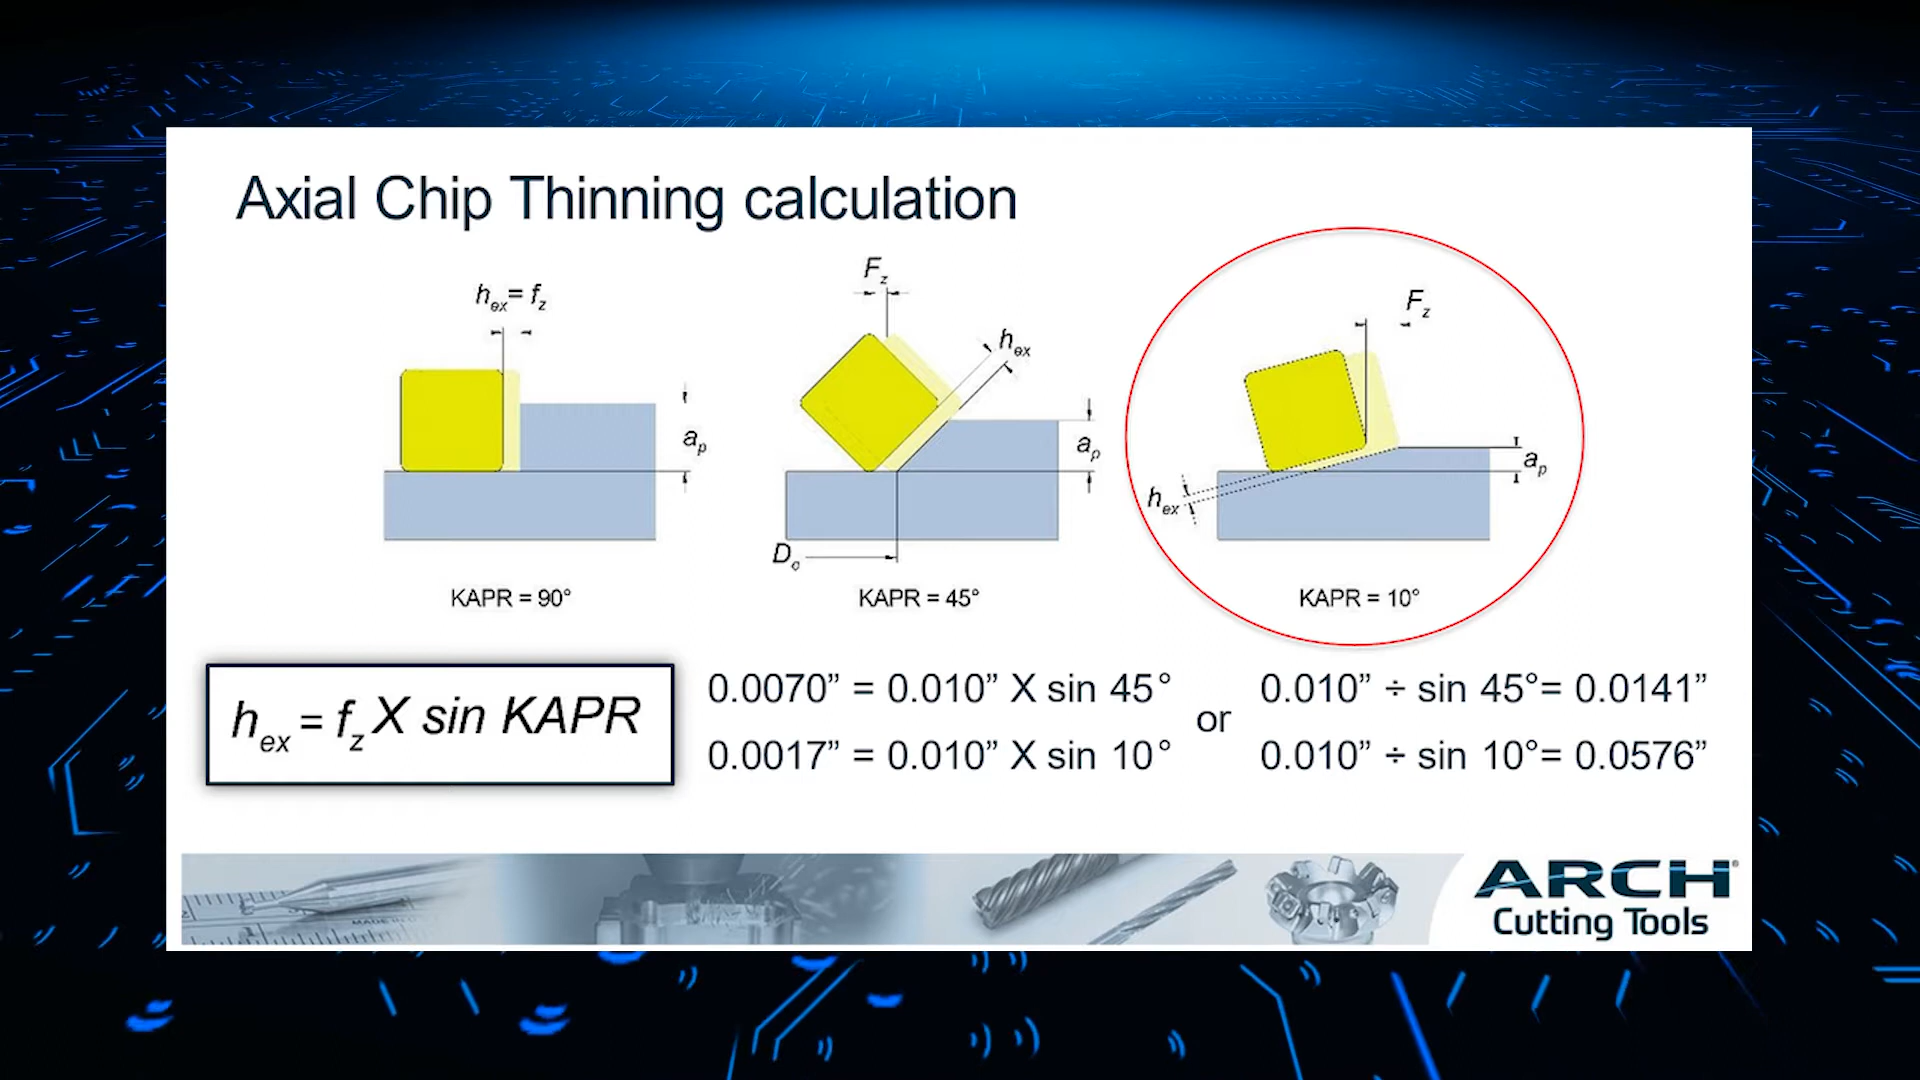 Axial Chip Thinning calculation
hex = fz
Fz
hex
Fz
ap
ap
ap
hex
Dc
KAPR = 90°
KAPR = 45°
KAPR = 10°
hex = fz X sin KAPR
0.0070” = 0.010” X sin 45°
0.0017” = 0.010” X sin 10°
or
0.010” ÷ sin 45°= 0.0141”
0.010” ÷ sin 10°= 0.0576”
ARCH®
Cutting Tools